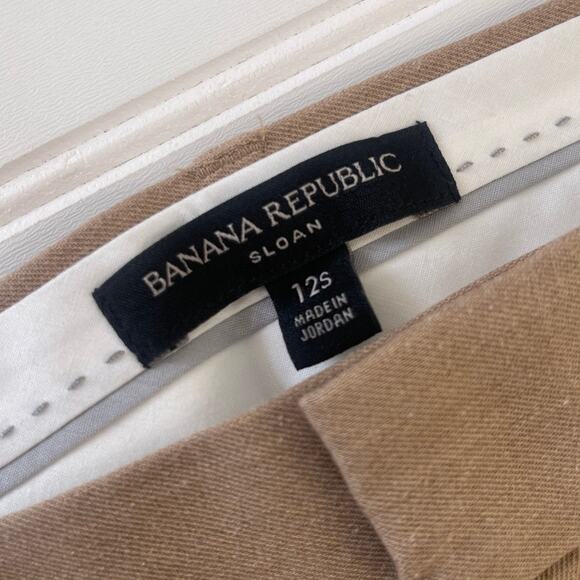 BANANA REPUBLIC
SLOAN
12S
MADE IN
JORDAN